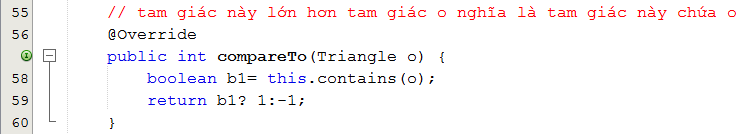 55 // tam giác này lớn hơn tam giác o nghĩa là tam giác này chứa o
56 @Override
public int compareTo(Triangle o) {
58 boolean b1= this.contains(o);
59 return b1? 1:-1;
60 }